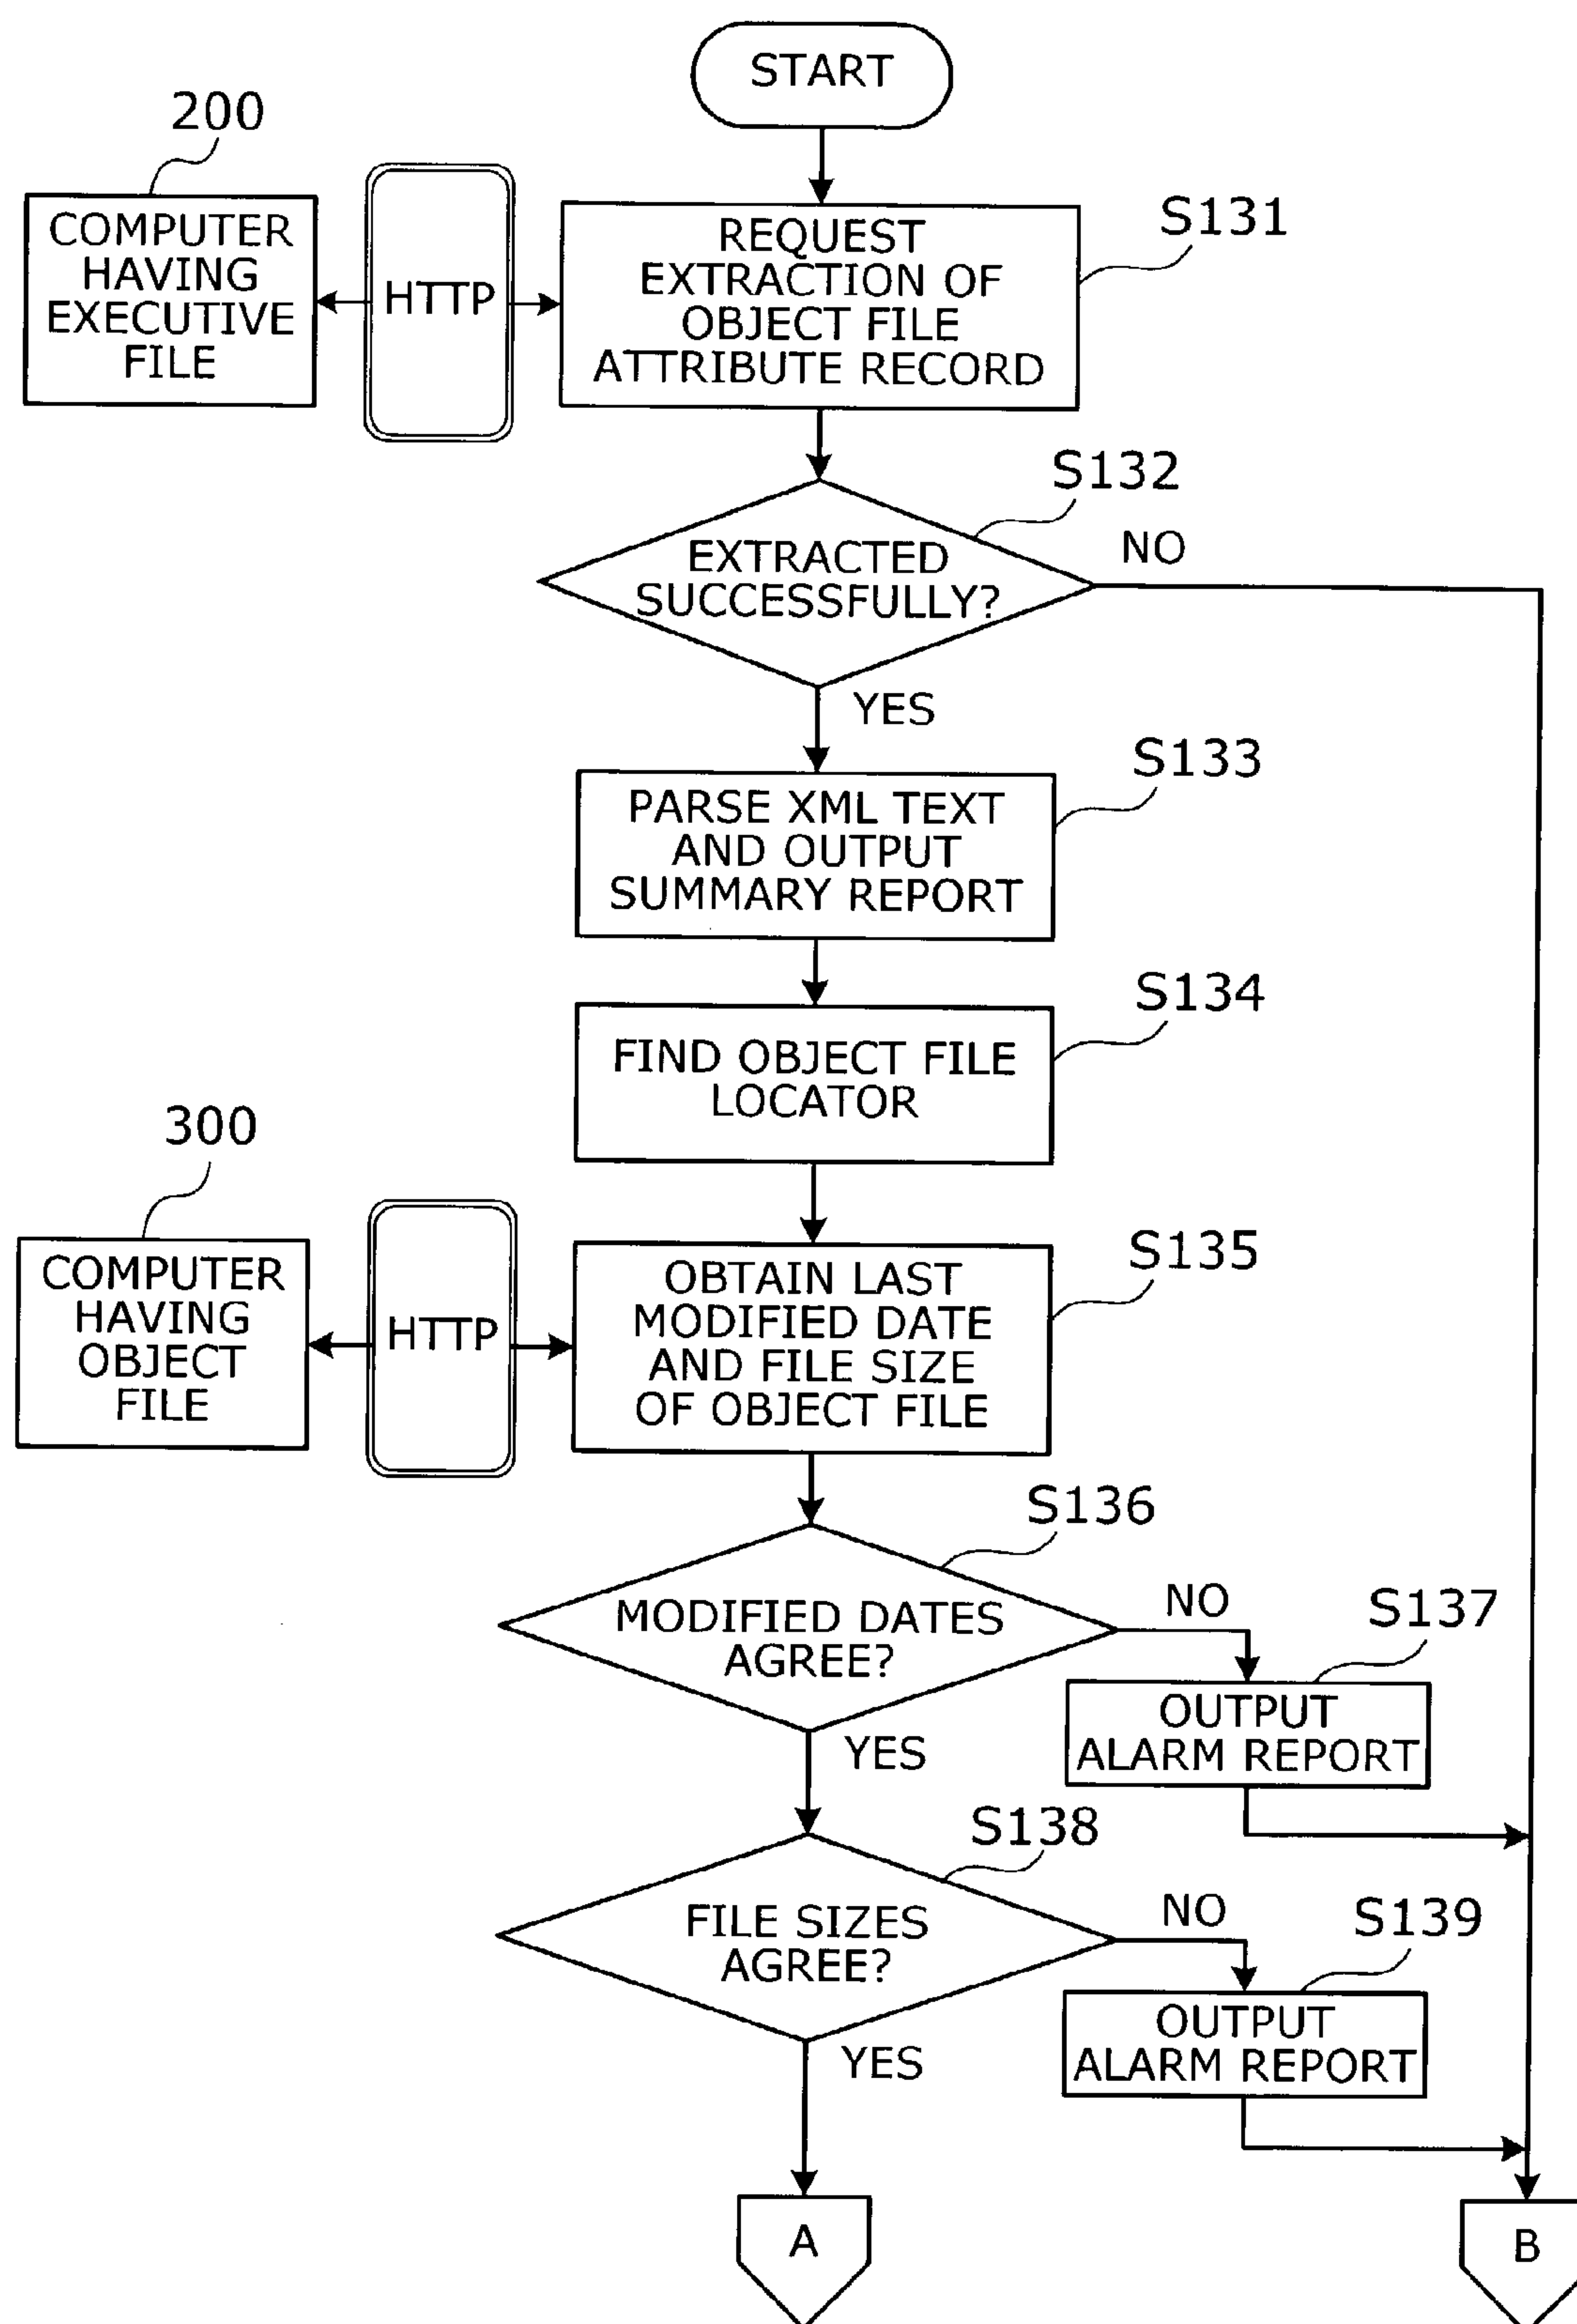 START
200
COMPUTER
HAVING
EXECUTIVE
FILE
HTTP
REQUEST
EXTRACTION OF
OBJECT FILE
ATTRIBUTE RECORD
S131
S132
EXTRACTED
SUCCESSFULLY?
NO
YES
S133
PARSE XML TEXT
AND OUTPUT
SUMMARY REPORT
S134
FIND OBJECT FILE
LOCATOR
300
COMPUTER
HAVING
OBJECT
FILE
HTTP
OBTAIN LAST
MODIFIED DATE
AND FILE SIZE
OF OBJECT FILE
S135
S136
MODIFIED DATES
AGREE?
NO
S137
OUTPUT
ALARM REPORT
YES
S138
FILE SIZES
AGREE?
NO
S139
OUTPUT
ALARM REPORT
YES
A
B